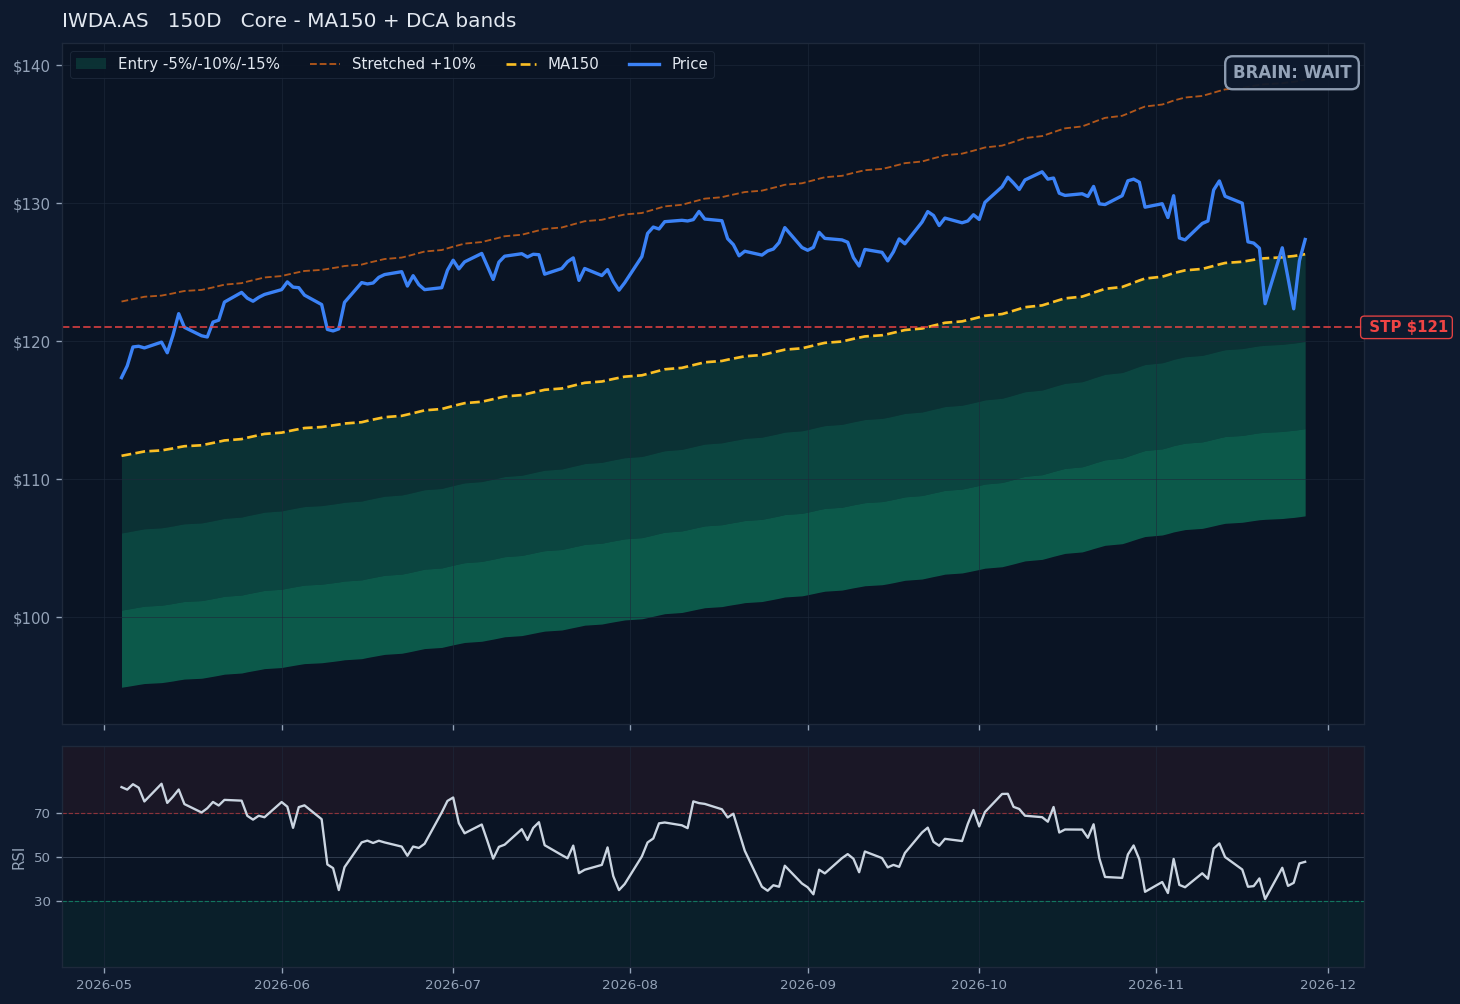 IWDA.AS   150D   Core - MA150 + DCA bands
Entry -5%/-10%/-15%   Stretched +10%   MA150   Price
BRAIN: WAIT
$140
$130
STP $121
$120
$110
$100
RSI
70
50
30
2026-05   2026-06   2026-07   2026-08   2026-09   2026-10   2026-11   2026-12